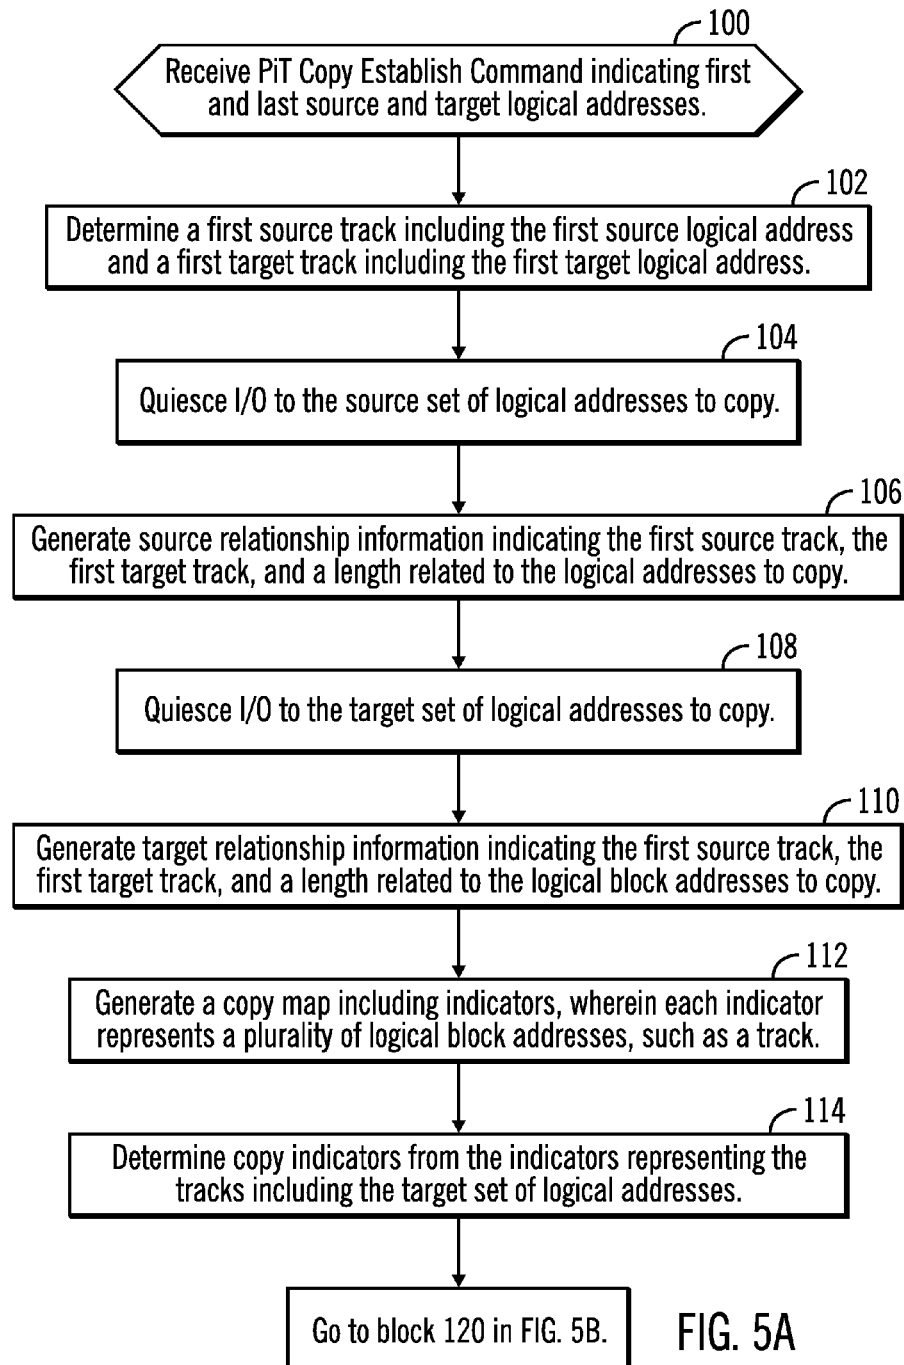 100
Receive PiT Copy Establish Command indicating first
and last source and target logical addresses.
102
Determine a first source track including the first source logical address
and a first target track including the first target logical address.
104
Quiesce I/O to the source set of logical addresses to copy.
106
Generate source relationship information indicating the first source track, the
first target track, and a length related to the logical addresses to copy.
108
Quiesce I/O to the target set of logical addresses to copy.
110
Generate target relationship information indicating the first source track, the
first target track, and a length related to the logical block addresses to copy.
112
Generate a copy map including indicators, wherein each indicator
represents a plurality of logical block addresses, such as a track.
114
Determine copy indicators from the indicators representing the
tracks including the target set of logical addresses.
Go to block 120 in FIG. 5B.
FIG. 5A